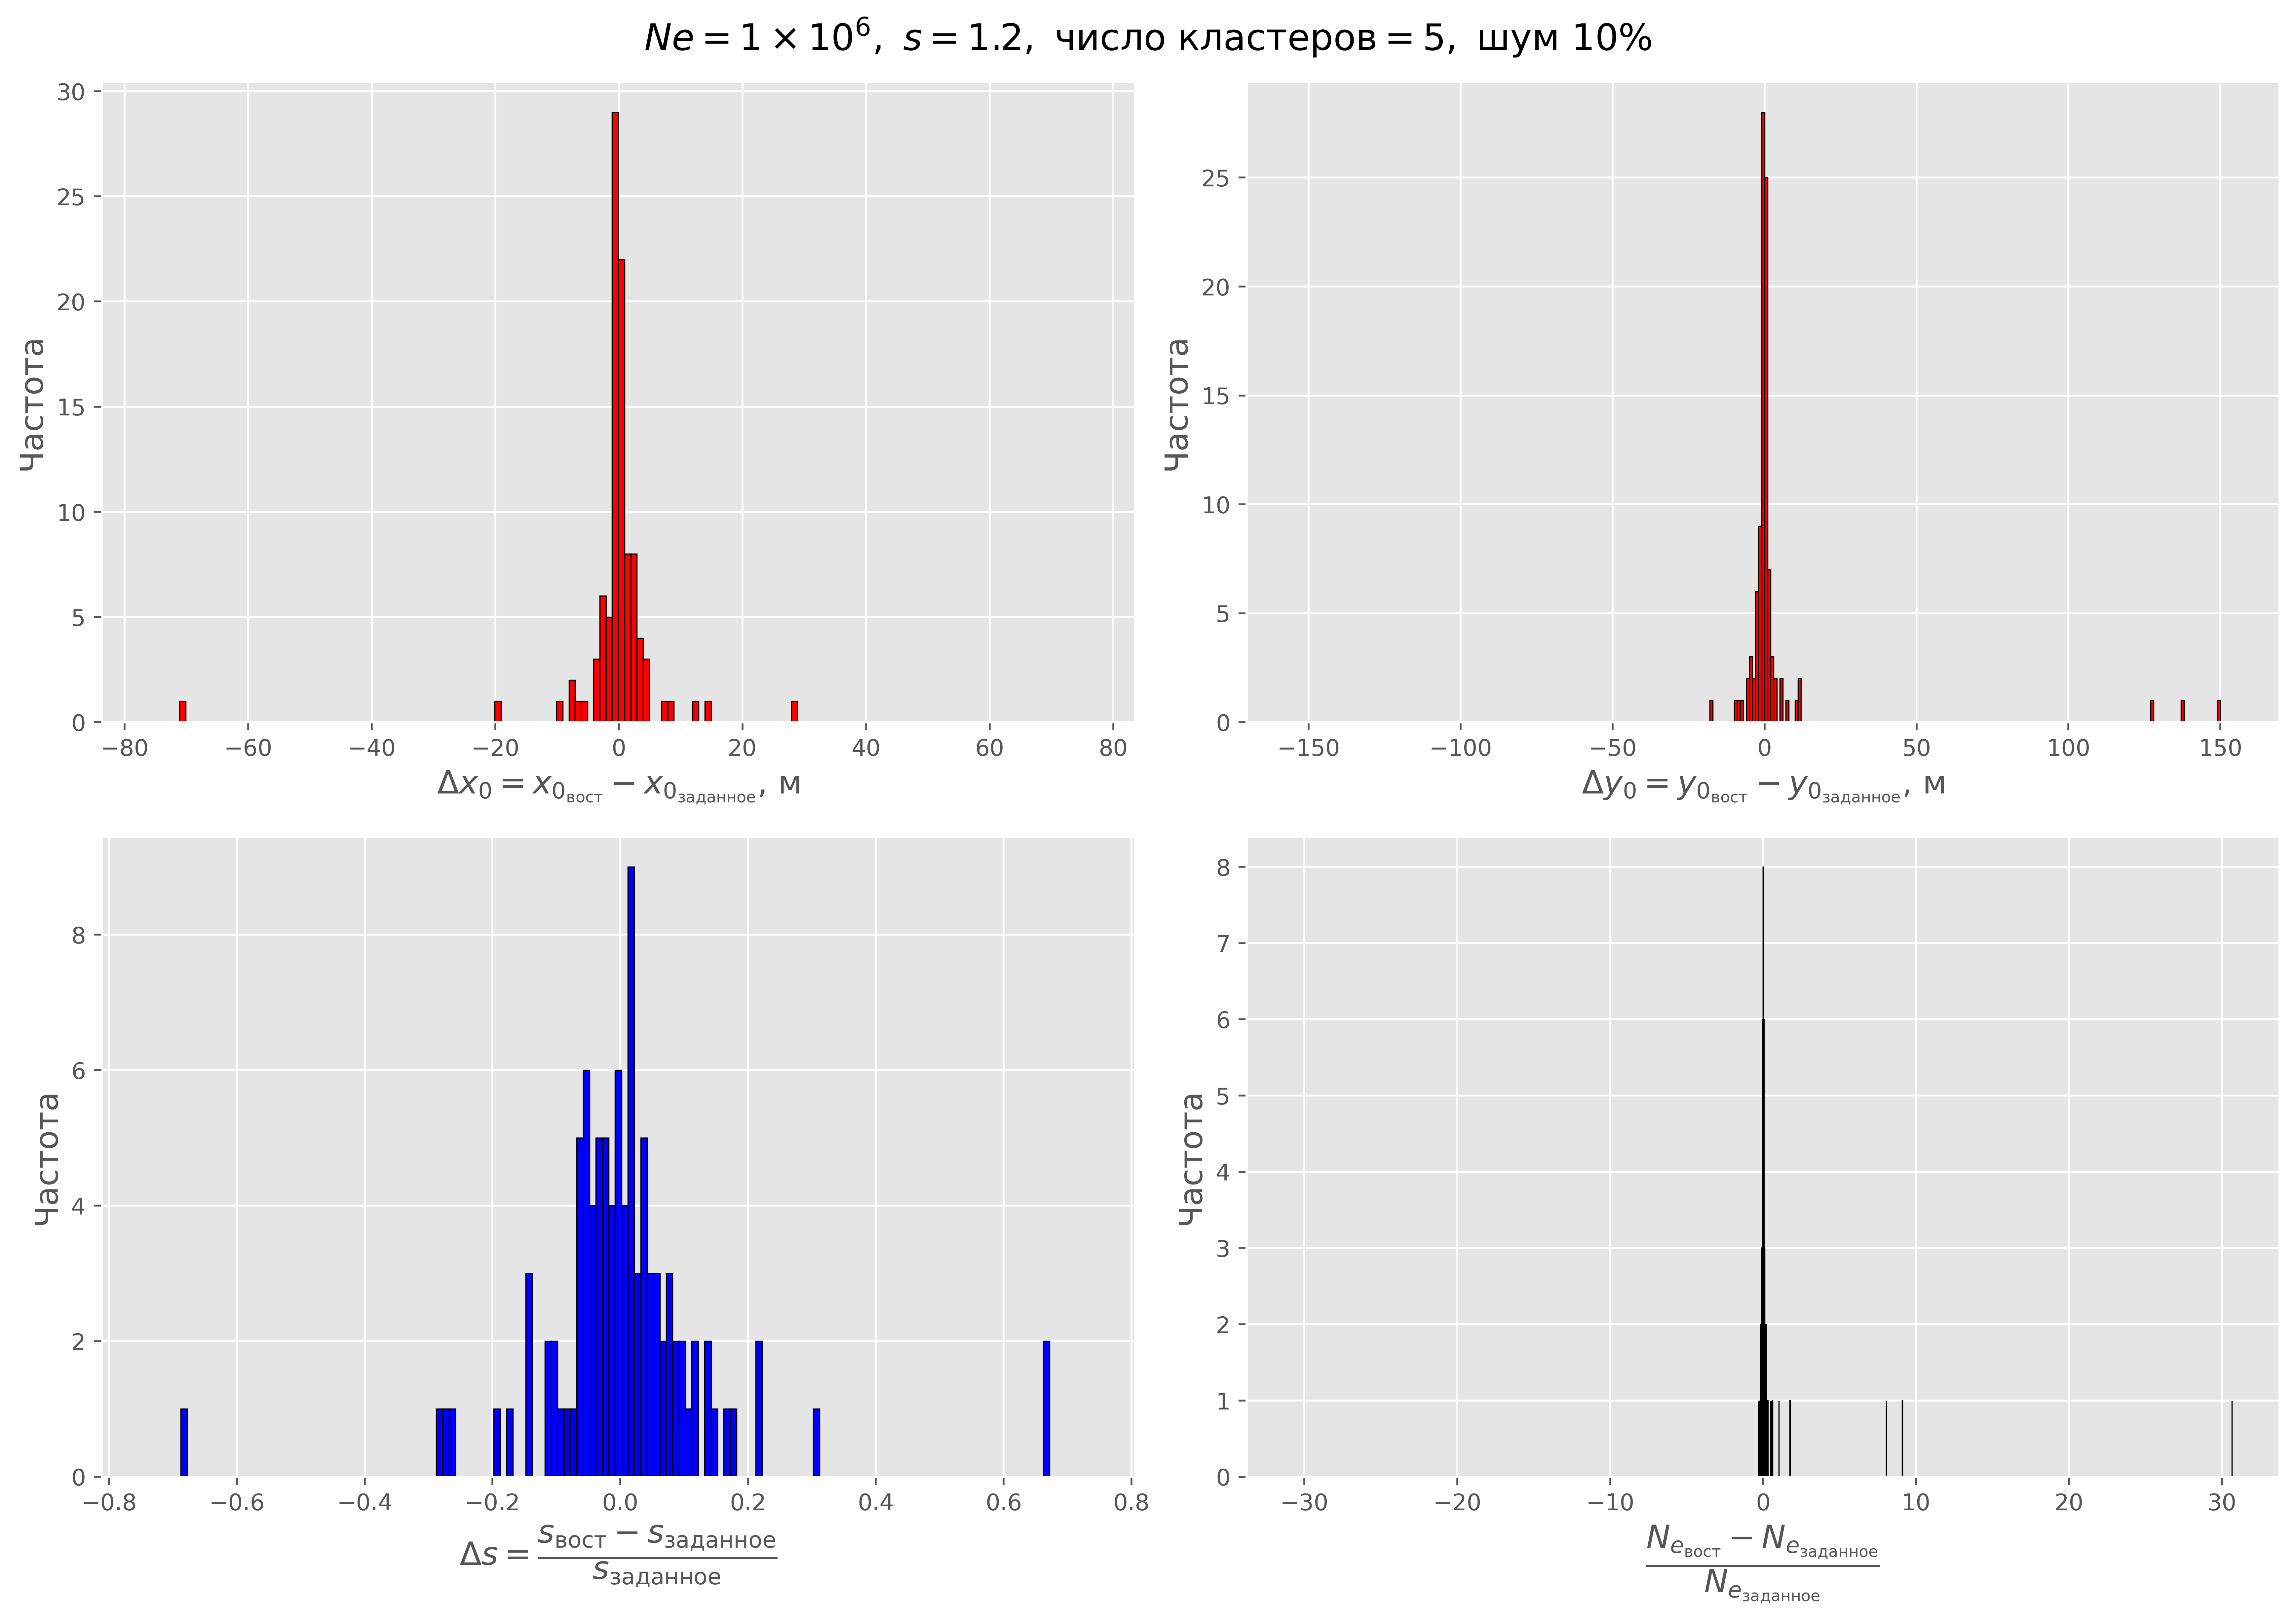 Ne = 1 × 10⁶, s = 1.2, число кластеров = 5, шум 10%
30
25
20
15
10
5
0
Частота
−80 −60 −40 −20 0 20 40 60 80
Δx₀ = x₀вост − x₀заданное, м
25
20
15
10
5
0
Частота
−150 −100 −50 0 50 100 150
Δy₀ = y₀вост − y₀заданное, м
8
6
4
2
0
Частота
−0.8 −0.6 −0.4 −0.2 0.0 0.2 0.4 0.6 0.8
Δs = sвост − sзаданное
sзаданное
8
7
6
5
4
3
2
1
0
Частота
−30 −20 −10 0 10 20 30
Nевост − Nезаданное
Nезаданное